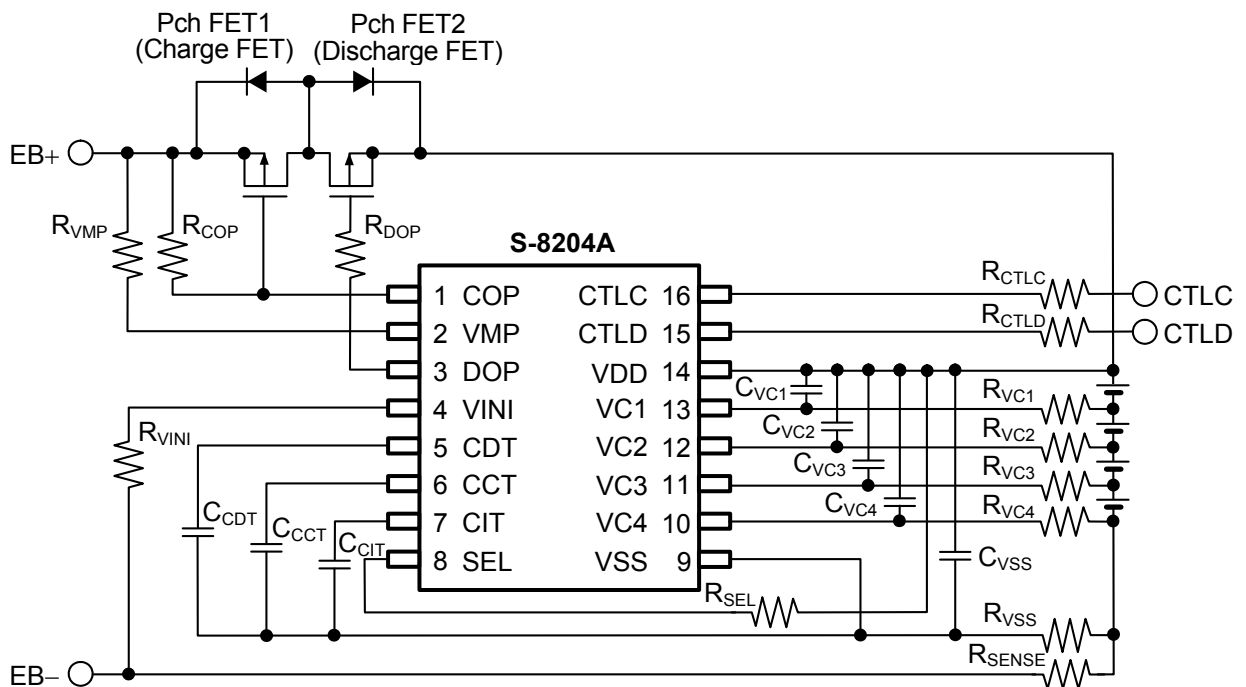 Pch FET1 Pch FET2
(Charge FET) (Discharge FET)
EB+
RVMP RCOP RDOP
S-8204A
1 COP CTLC 16 RCTLC CTLC
2 VMP CTLD 15 RCTLD CTLD
3 DOP VDD 14
4 VINI VC1 13 CVC1 RVC1
RVINI
5 CDT VC2 12 CVC2 RVC2
6 CCT VC3 11 CVC3 RVC3
7 CIT VC4 10 CVC4 RVC4
CCDT CCCT CCIT
8 SEL VSS 9 CVSS
RSEL
RVSS
RSENSE
EB−